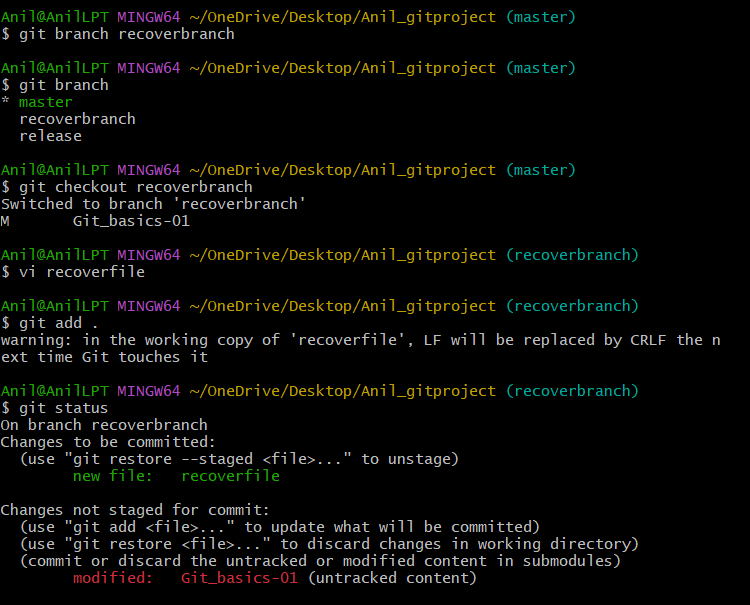 Anil@AnilLPT MINGW64 ~/OneDrive/Desktop/Anil_gitproject (master)
$ git branch recoverbranch
Anil@AnilLPT MINGW64 ~/OneDrive/Desktop/Anil_gitproject (master)
$ git branch
* master
recoverbranch
release
Anil@AnilLPT MINGW64 ~/OneDrive/Desktop/Anil_gitproject (master)
$ git checkout recoverbranch
Switched to branch 'recoverbranch'
M       Git_basics-01
Anil@AnilLPT MINGW64 ~/OneDrive/Desktop/Anil_gitproject (recoverbranch)
$ vi recoverfile
Anil@AnilLPT MINGW64 ~/OneDrive/Desktop/Anil_gitproject (recoverbranch)
$ git add .
warning: in the working copy of 'recoverfile', LF will be replaced by CRLF the n
ext time Git touches it
Anil@AnilLPT MINGW64 ~/OneDrive/Desktop/Anil_gitproject (recoverbranch)
$ git status
On branch recoverbranch
Changes to be committed:
(use "git restore --staged <file>..." to unstage)
new file:   recoverfile
Changes not staged for commit:
(use "git add <file>..." to update what will be committed)
(use "git restore <file>..." to discard changes in working directory)
(commit or discard the untracked or modified content in submodules)
modified:   Git_basics-01 (untracked content)